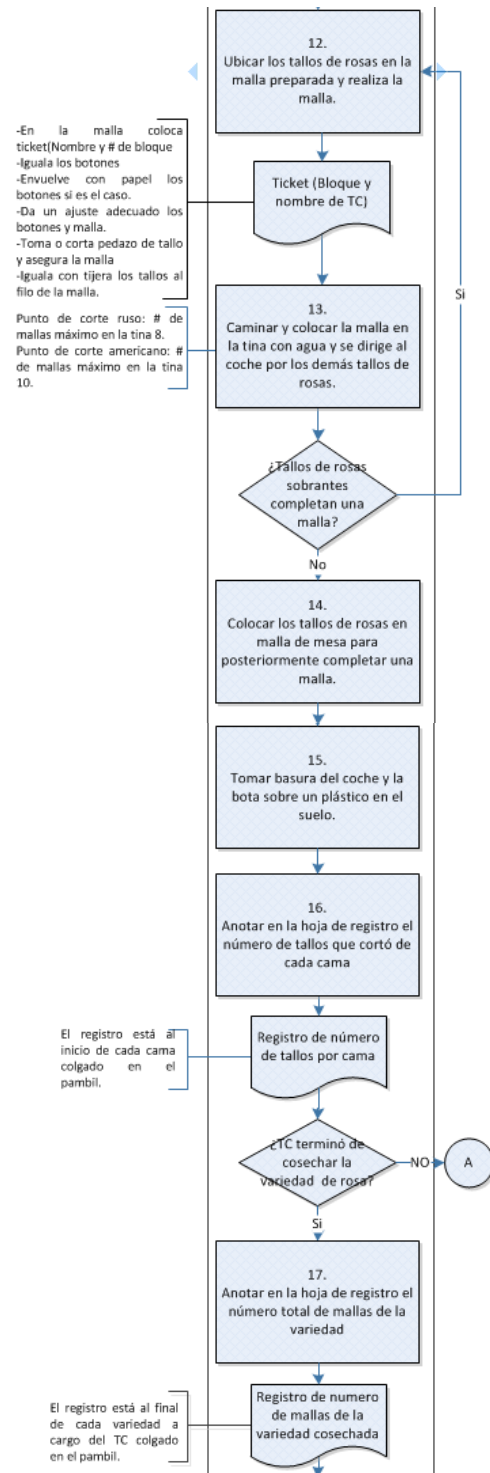 12.
Ubicar los tallos de rosas en la
malla preparada y realiza la
malla.
-En la malla coloca
ticket(Nombre y # de bloque
-Iguala los botones
-Envuelve con papel los
botones si es el caso.
-Da un ajuste adecuado los
botones y malla.
-Toma o corta pedazo de tallo
y asegura la malla
-Iguala con tijera los tallos al
filo de la malla.
Ticket (Bloque y
nombre de TC)
Si
13.
Caminar y colocar la malla en
la tina con agua y se dirige al
coche por los demás tallos de
rosas.
Punto de corte ruso: # de
mallas máximo en la tina 8.
Punto de corte americano: #
de mallas máximo en la tina
10.
¿Tallos de rosas
sobrantes
completan una
malla?
No
14.
Colocar los tallos de rosas en
malla de mesa para
posteriormente completar una
malla.
15.
Tomar basura del coche y la
bota sobre un plástico en el
suelo.
16.
Anotar en la hoja de registro el
número de tallos que cortó de
cada cama
El registro está al
inicio de cada cama
colgado en el
pambil.
Registro de número
de tallos por cama
¿TC terminó de
cosechar la
variedad de rosa?
NO
A
Si
17.
Anotar en la hoja de registro el
número total de mallas de la
variedad
El registro está al final
de cada variedad a
cargo del TC colgado
en el pambil.
Registro de numero
de mallas de la
variedad cosechada